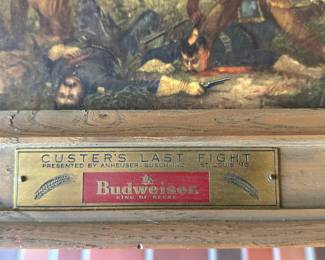 CUSTER'S LAST FIGHT
PRESENTED BY ANHEUSER-BUSCH, INC. ST. LOUIS, MO.
Budweiser
KING OF BEERS